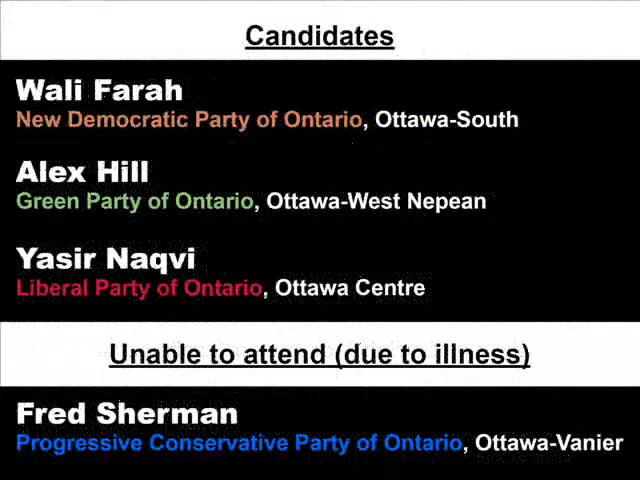 Candidates
Wali Farah
New Democratic Party of Ontario, Ottawa-South
Alex Hill
Green Party of Ontario, Ottawa-West Nepean
Yasir Naqvi
Liberal Party of Ontario, Ottawa Centre
Unable to attend (due to illness)
Fred Sherman
Progressive Conservative Party of Ontario, Ottawa-Vanier